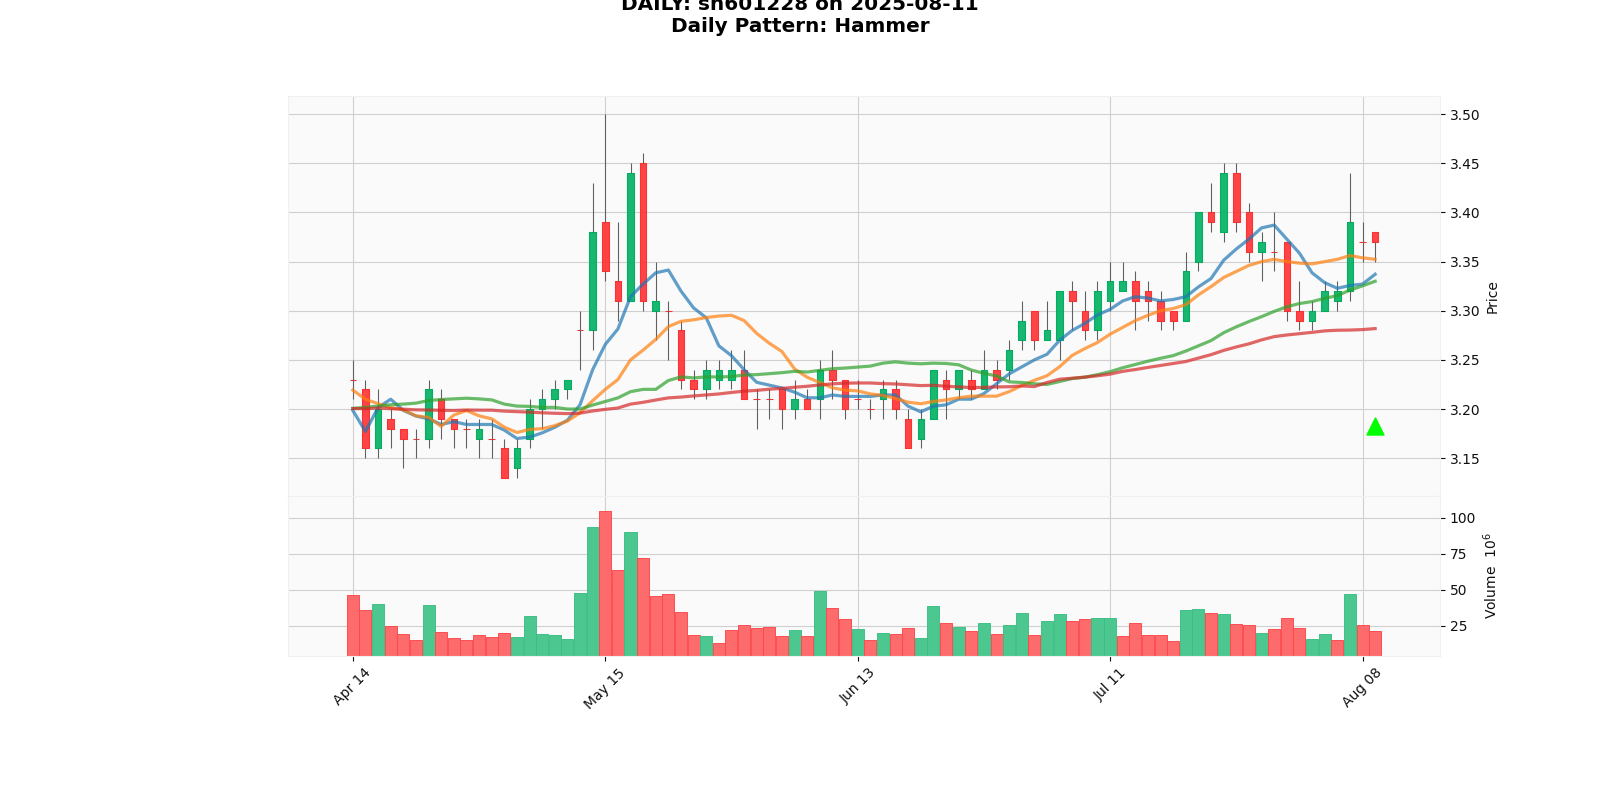 DAILY: sh601228 on 2025-08-11
Daily Pattern: Hammer
3.50
3.45
3.40
3.35
3.30
3.25
3.20
3.15
Price
100
75
50
25
Volume 10^6
Apr 14
May 15
Jun 13
Jul 11
Aug 08